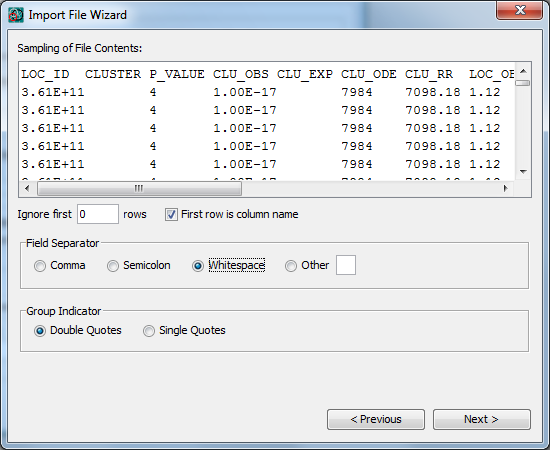 Import File Wizard
Sampling of File Contents:
LOC_ID CLUSTER P_VALUE CLU_OBS CLU_EXP CLU_ODE CLU_RR LOC_OB
3.61E+11 4 1.00E-17 7984 7098.18 1.12
3.61E+11 4 1.00E-17 7984 7098.18 1.12
3.61E+11 4 1.00E-17 7984 7098.18 1.12
3.61E+11 4 1.00E-17 7984 7098.18 1.12
3.61E+11 4 1.00E-17 7984 7098.18 1.12
Ignore first 0 rows First row is column name
Field Separator
Comma Semicolon Whitespace Other
Group Indicator
Double Quotes Single Quotes
< Previous Next >